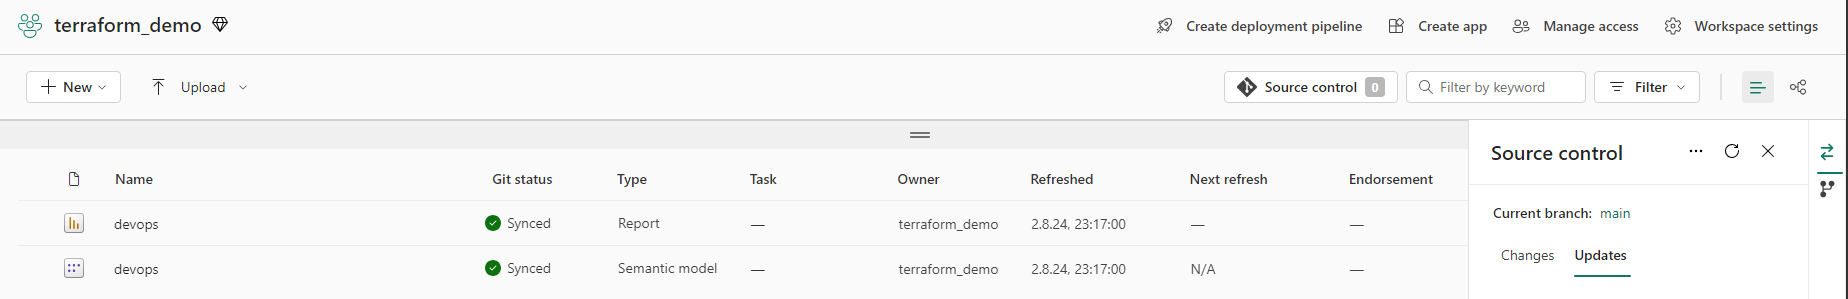 terraform_demo
Create deployment pipeline Create app Manage access Workspace settings
New Upload Source control 0 Filter by keyword Filter
Source control
Name Git status Type Task Owner Refreshed Next refresh Endorsement
Current branch: main
devops Synced Report — terraform_demo 2.8.24, 23:17:00 — —
Changes Updates
devops Synced Semantic model — terraform_demo 2.8.24, 23:17:00 N/A —